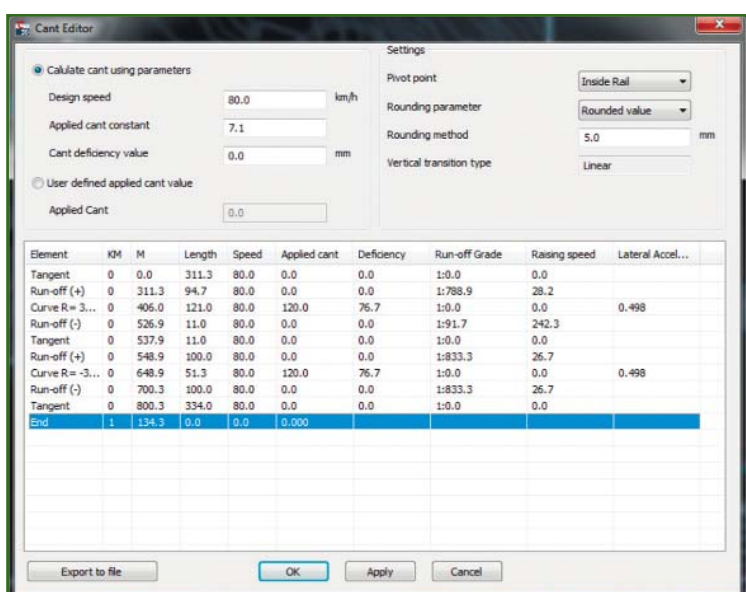 Cant Editor
Calulate cant using parameters
Design speed 80.0 km/h
Applied cant constant 7.1
Cant deficiency value 0.0 mm
User defined applied cant value
Applied Cant 0.0
Settings
Pivot point Inside Rail
Rounding parameter Rounded value
Rounding method 5.0 mm
Vertical transition type Linear
Element KM M Length Speed Applied cant Deficiency Run-off Grade Raising speed Lateral Accel...
Tangent 0 0.0 311.3 80.0 0.0 0.0 1:0.0 0.0
Run-off (+) 0 311.3 94.7 80.0 0.0 0.0 1:788.9 28.2
Curve R= 3... 0 406.0 121.0 80.0 120.0 76.7 1:0.0 0.0 0.498
Run-off (-) 0 526.9 11.0 80.0 0.0 0.0 1:91.7 242.3
Tangent 0 537.9 11.0 80.0 0.0 0.0 1:0.0 0.0
Run-off (+) 0 548.9 100.0 80.0 0.0 0.0 1:833.3 26.7
Curve R= -3... 0 648.9 51.3 80.0 120.0 76.7 1:0.0 0.0 0.498
Run-off (-) 0 700.3 100.0 80.0 0.0 0.0 1:833.3 26.7
Tangent 0 800.3 334.0 80.0 0.0 0.0 1:0.0 0.0
End 1 134.3 0.0 0.0 0.000
Export to file OK Apply Cancel